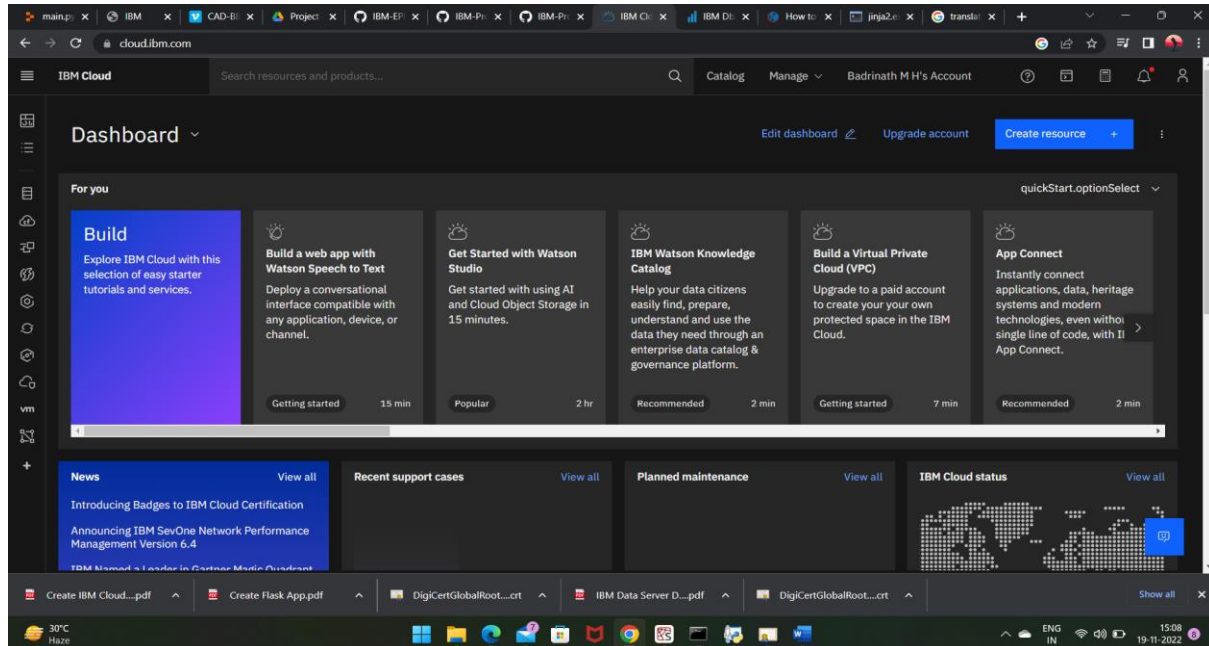 main.py
IBM
CAD-B
Project
IBM-EP
IBM-Pr
IBM-Pr
IBM Cl
IBM Db
How to
jinja2.e
translat
cloud.ibm.com
IBM Cloud
Search resources and products...
Catalog
Manage
Badrinath M H's Account
Dashboard
Edit dashboard
Upgrade account
Create resource +
For you
quickStart.optionSelect
Build
Explore IBM Cloud with this
selection of easy starter
tutorials and services.
Build a web app with
Watson Speech to Text
Deploy a conversational
interface compatible with
any application, device, or
channel.
Getting started
15 min
Get Started with Watson
Studio
Get started with using AI
and Cloud Object Storage in
15 minutes.
Popular
2 hr
IBM Watson Knowledge
Catalog
Help your data citizens
easily find, prepare,
understand and use the
data they need through an
enterprise data catalog &
governance platform.
Recommended
2 min
Build a Virtual Private
Cloud (VPC)
Upgrade to a paid account
to create your your own
protected space in the IBM
Cloud.
Getting started
7 min
App Connect
Instantly connect
applications, data, heritage
systems and modern
technologies, even withou
single line of code, with I
App Connect.
Recommended
2 min
vm
News
View all
Introducing Badges to IBM Cloud Certification
Announcing IBM SevOne Network Performance
Management Version 6.4
IBM Named a Leader in Gartner Magic Quadrant
Recent support cases
View all
Planned maintenance
View all
IBM Cloud status
View all
Create IBM Cloud....pdf
Create Flask App.pdf
DigiCertGlobalRoot....crt
IBM Data Server D....pdf
DigiCertGlobalRoot....crt
Show all
30°C
Haze
ENG
IN
15:08
19-11-2022